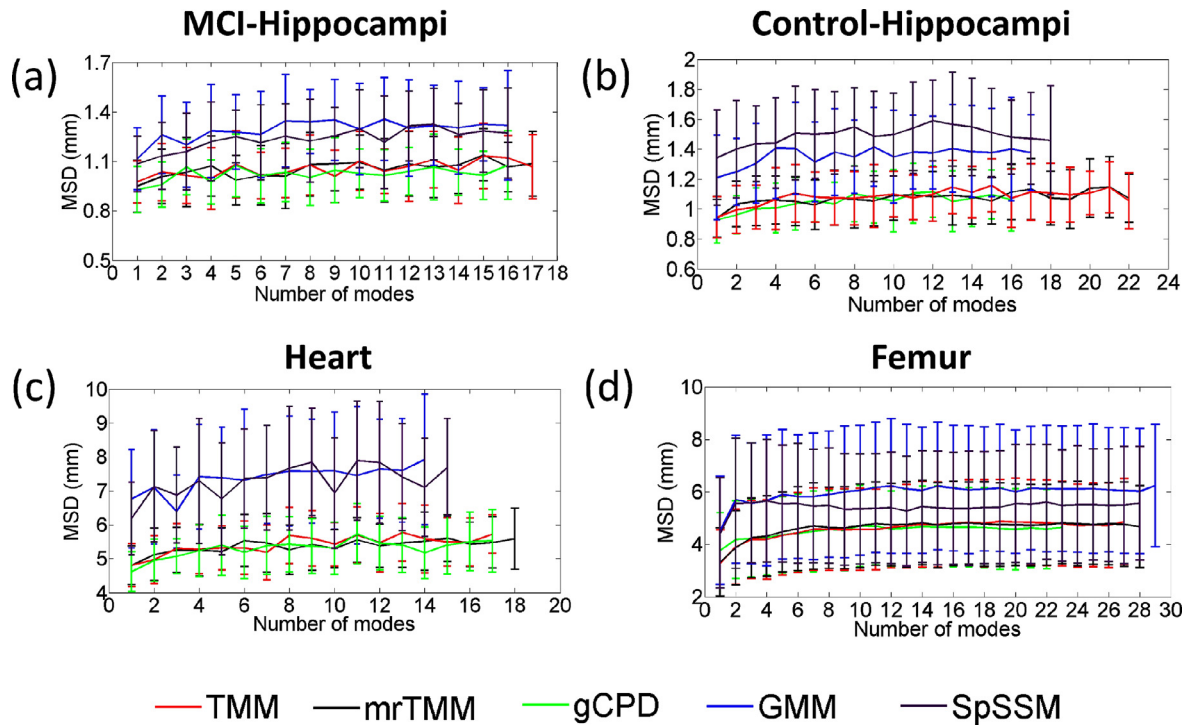 MCI-Hippocampi
Control-Hippocampi
(a)
MSD (mm)
1.7
1.4
1.1
0.8
0.5
0 1 2 3 4 5 6 7 8 9 10 11 12 13 14 15 16 17 18
Number of modes
(b)
MSD (mm)
2
1.8
1.6
1.4
1.2
1
0.8
0.6
0 2 4 6 8 10 12 14 16 18 20 22 24
Number of modes
Heart
Femur
(c)
MSD (mm)
10
9
8
7
6
5
4
0 2 4 6 8 10 12 14 16 18 20
Number of modes
(d)
MSD (mm)
10
8
6
4
2
0 2 4 6 8 10 12 14 16 18 20 22 24 26 28 30
Number of modes
TMM mrTMM gCPD GMM SpSSM